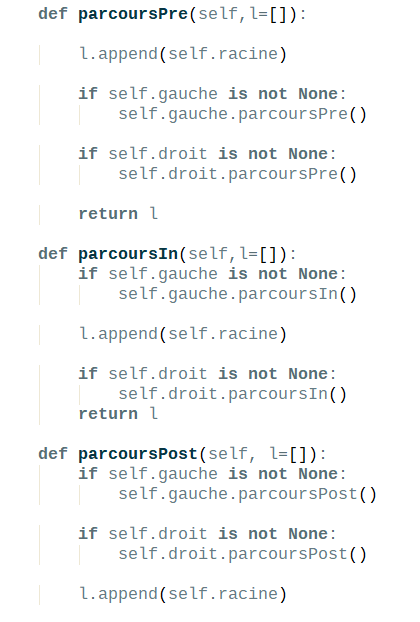 def parcoursPre(self,l=[]):
l.append(self.racine)
if self.gauche is not None:
self.gauche.parcoursPre()
if self.droit is not None:
self.droit.parcoursPre()
return l
def parcoursIn(self,l=[]):
if self.gauche is not None:
self.gauche.parcoursIn()
l.append(self.racine)
if self.droit is not None:
self.droit.parcoursIn()
return l
def parcoursPost(self, l=[]):
if self.gauche is not None:
self.gauche.parcoursPost()
if self.droit is not None:
self.droit.parcoursPost()
l.append(self.racine)